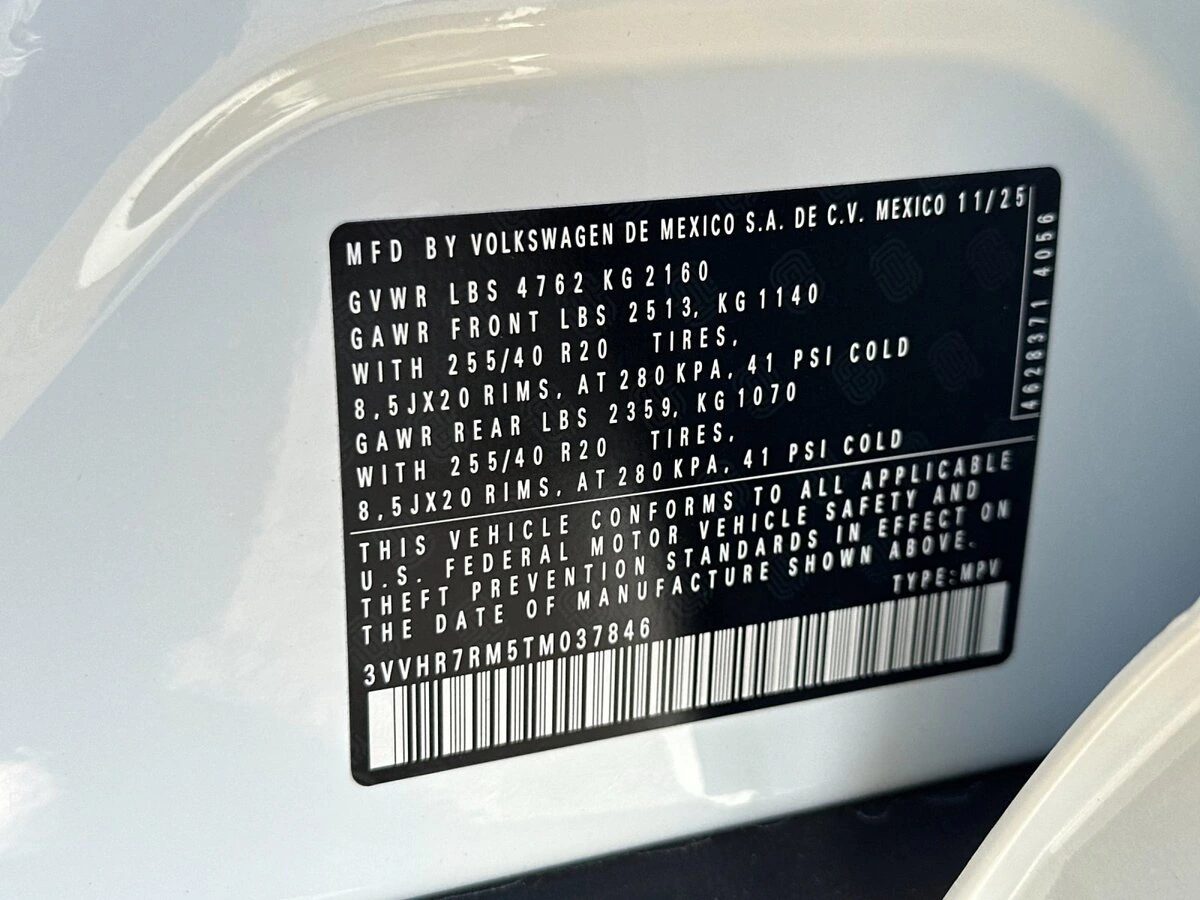 MFD BY VOLKSWAGEN DE MEXICO S.A. DE C.V. MEXICO 11/25
GVWR LBS 4762 KG 2160
GAWR FRONT LBS 2513, KG 1140
WITH 255/40 R20 TIRES,
8,5JX20 RIMS, AT 280 KPA, 41 PSI COLD
GAWR REAR LBS 2359, KG 1070
WITH 255/40 R20 TIRES,
8,5JX20 RIMS, AT 280 KPA, 41 PSI COLD
4628371 4056
THIS VEHICLE CONFORMS TO ALL APPLICABLE
U.S. FEDERAL MOTOR VEHICLE SAFETY AND
THEFT PREVENTION STANDARDS IN EFFECT ON
THE DATE OF MANUFACTURE SHOWN ABOVE.
TYPE:MPV
3VVHR7RM5TM037846